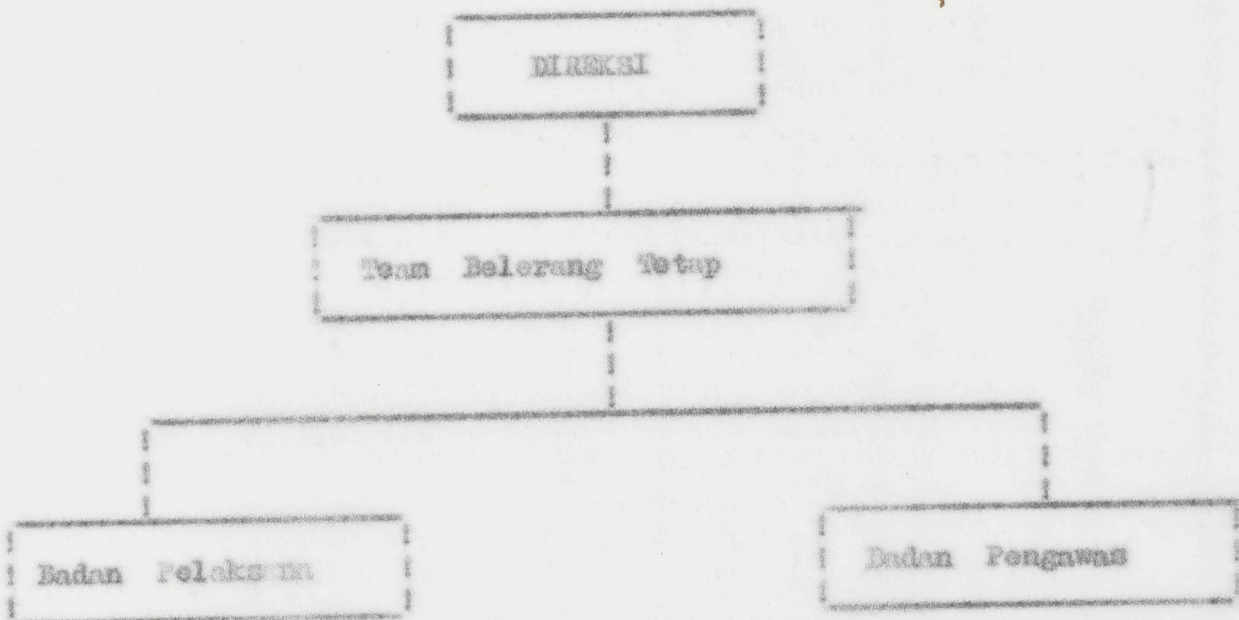 DIREKSI
Team Belerang Tetap
Badan Pelaksana
Badan Pengawas